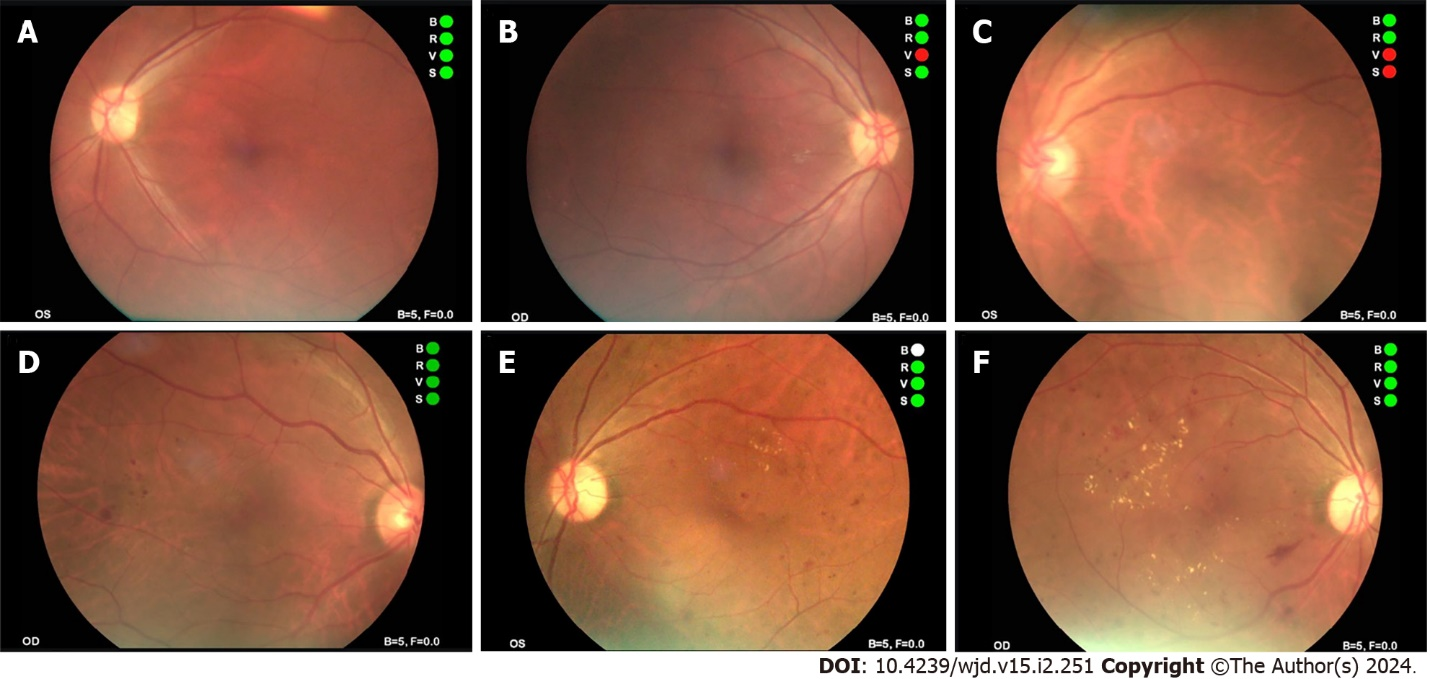 A
B
R
V
S
OS
B=5, F=0.0
B
B
R
V
S
OD
B=5, F=0.0
C
B
R
V
S
OS
B=5, F=0.0
D
B
R
V
S
OD
B=5, F=0.0
E
B
R
V
S
OS
B=5, F=0.0
F
B
R
V
S
OD
B=5, F=0.0
DOI: 10.4239/wjd.v15.i2.251 Copyright ©The Author(s) 2024.